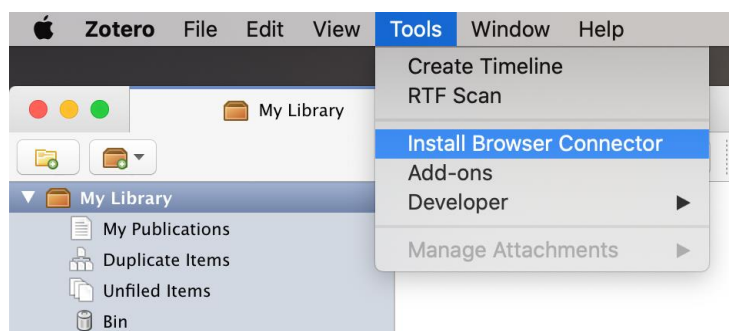 Zotero File Edit View Tools Window Help
Create Timeline
RTF Scan
My Library
Install Browser Connector
Add-ons
Developer
Manage Attachments
My Library
My Publications
Duplicate Items
Unfiled Items
Bin